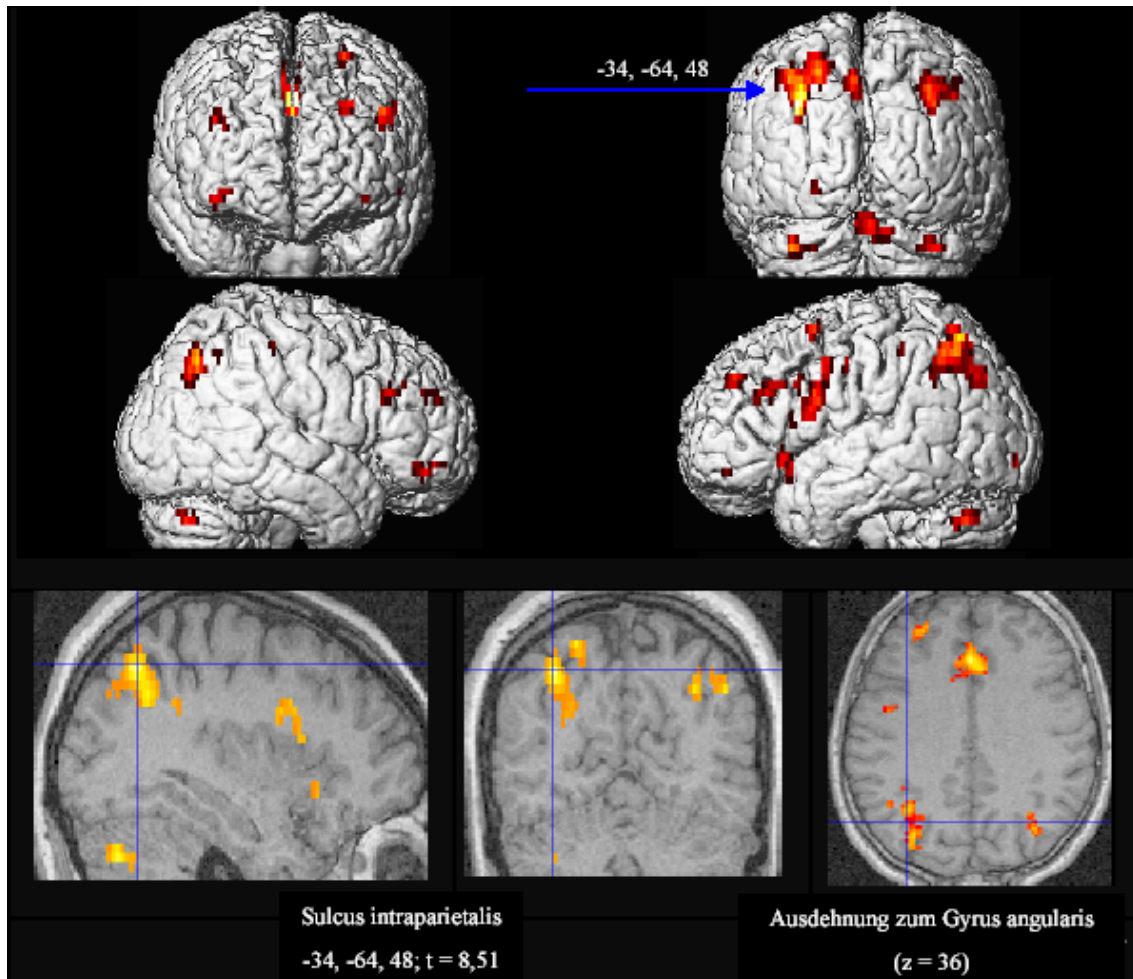 -34, -64, 48
Sulcus intraparietalis
-34, -64, 48; t = 8,51
Ausdehnung zum Gyrus angularis
(z = 36)